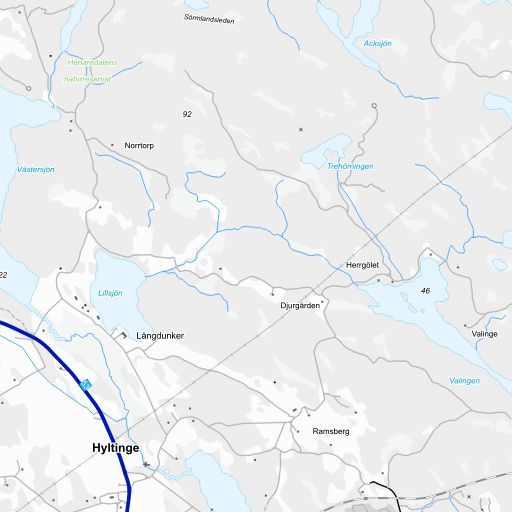 Sörmlandsleden
Acksjön
Henaredalens
naturreservat
92
Norrtorp
Västersjön
Trehörningen
Herrgölet
22
Lillsjön
46
Djurgården
Långdunker
Valinge
Valingen
Ramsberg
Hyltinge